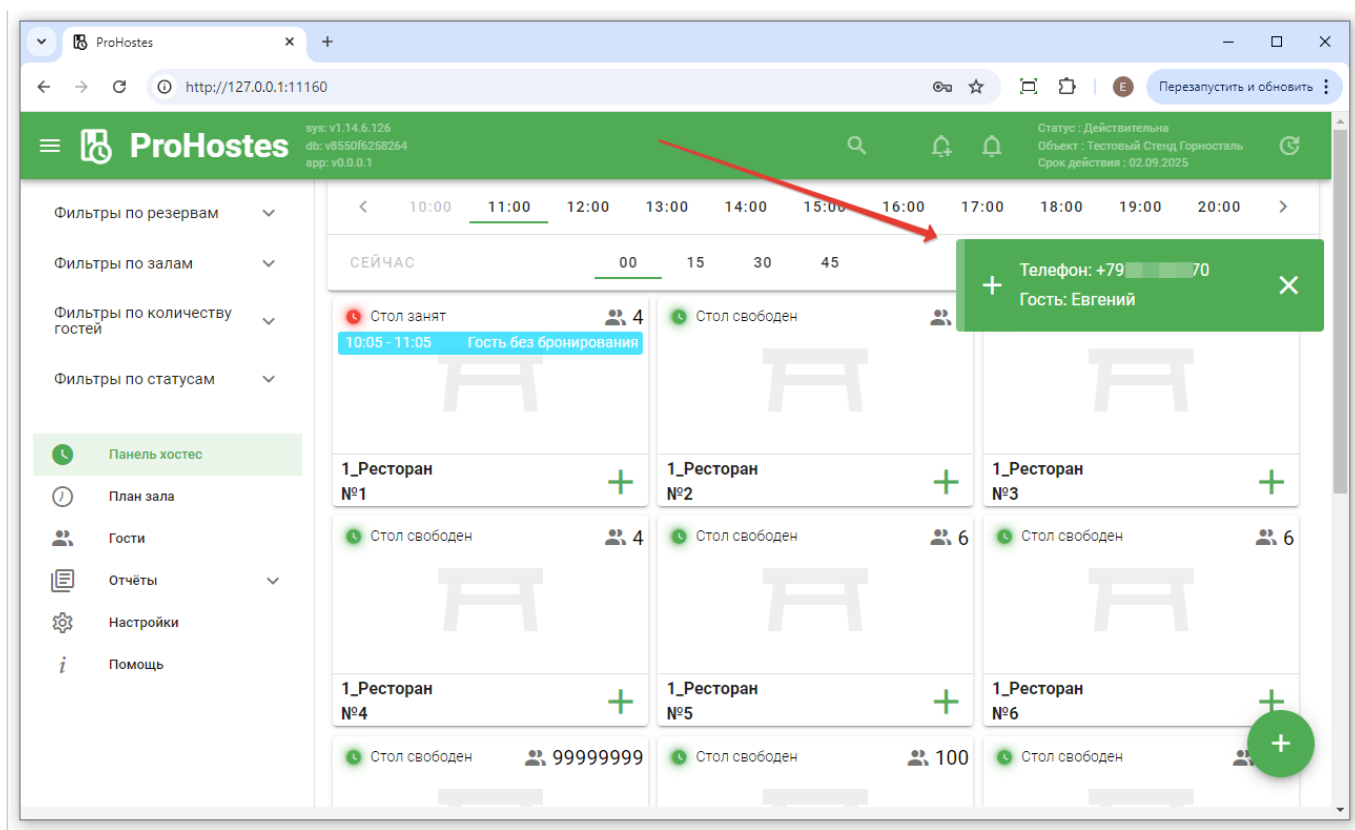 ProHostes
http://127.0.0.1:11160
E
Перезапустить и обновить
ProHostes
sys: v1.14.6.126
db: v8550f6258264
app: v0.0.0.1
Статус : Действительна
Объект : Тестовый Стенд Горносталь
Срок действия : 02.09.2025
Фильтры по резервам
Фильтры по залам
Фильтры по количеству
гостей
Фильтры по статусам
Панель хостес
План зала
Гости
Отчёты
Настройки
Помощь
10:00 11:00 12:00 13:00 14:00 15:00 16:00 17:00 18:00 19:00 20:00
СЕЙЧАС 00 15 30 45
Телефон: +79 70
Гость: Евгений
Стол занят 4
10:05 - 11:05 Гость без бронирования
1_Ресторан
№1
Стол свободен
1_Ресторан
№2
1_Ресторан
№3
Стол свободен 4
1_Ресторан
№4
Стол свободен 6
1_Ресторан
№5
Стол свободен 6
1_Ресторан
№6
Стол свободен 99999999
Стол свободен 100
Стол свободен